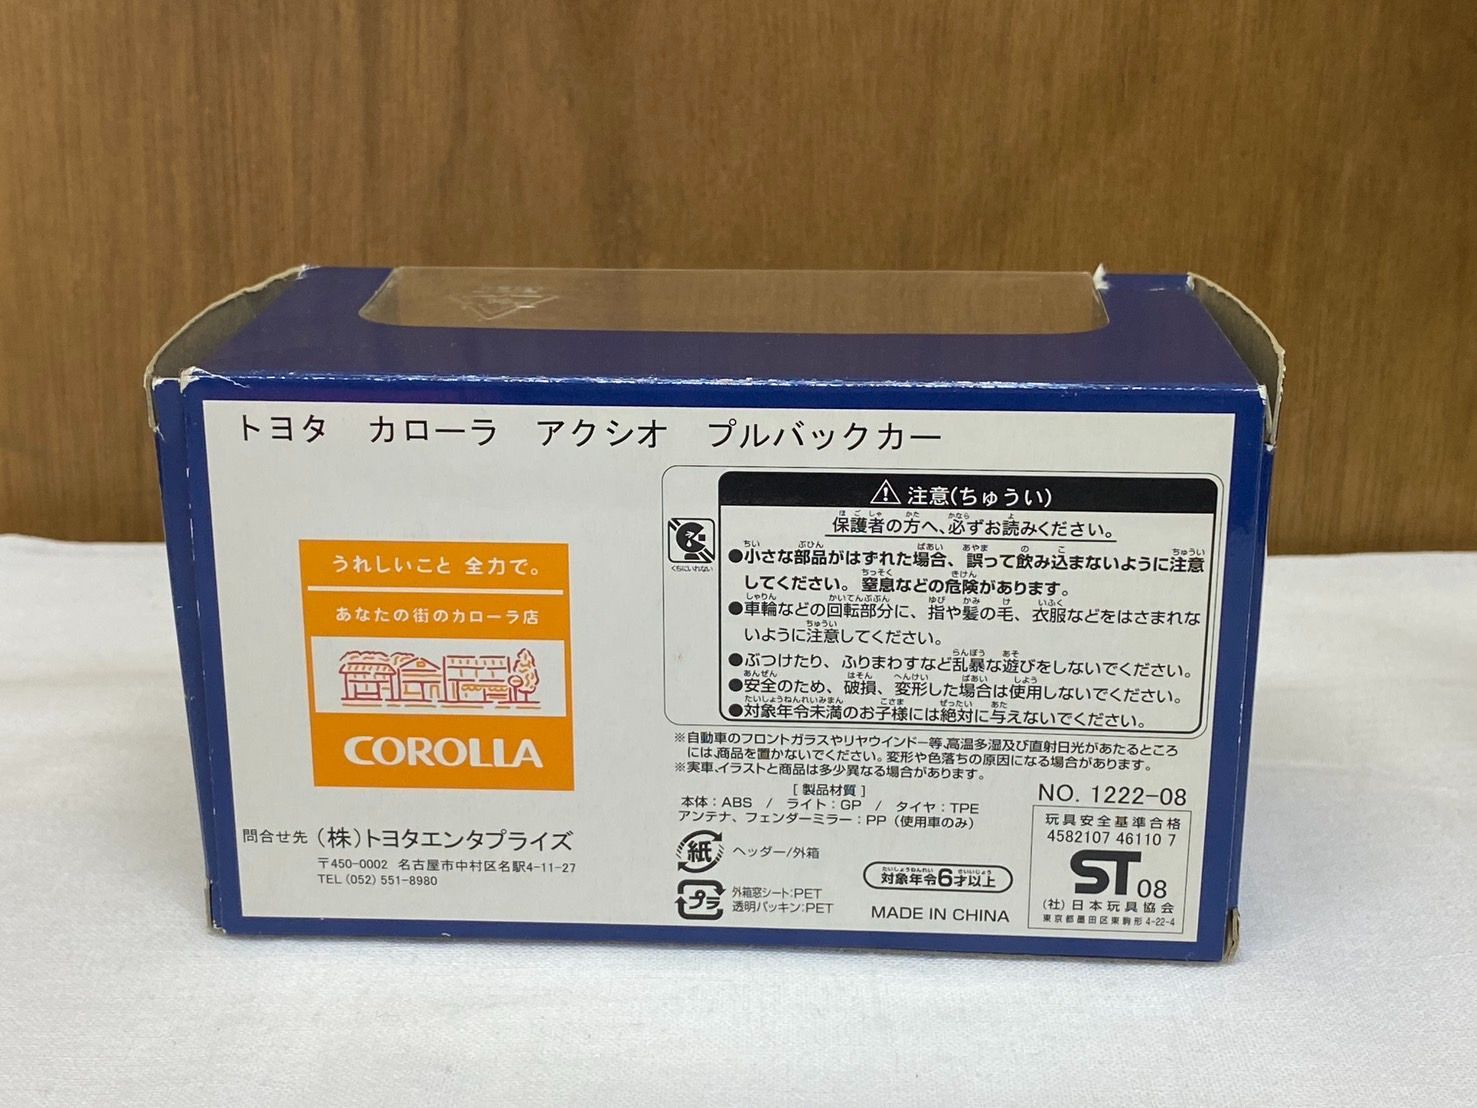 トヨタ カローラ アクシオ プルバックカー
うれしいこと 全力で。
あなたの街のカローラ店
COROLLA
問合せ先 (株)トヨタエンタプライズ
〒450-0002 名古屋市中村区名駅4-11-27
TEL(052)551-8980
くちにいれない
注意(ちゅうい)
保護者の方へ、必ずお読みください。
●小さな部品がはずれた場合、誤って飲み込まないように注意
してください。窒息などの危険があります。
●車輪などの回転部分に、指や髪の毛、衣服などをはさまれな
いように注意してください。
●ぶつけたり、ふりまわすなど乱暴な遊びをしないでください。
●安全のため、破損、変形した場合は使用しないでください。
●対象年令未満のお子様には絶対に与えないでください。
※自動車のフロントガラスやリヤウインドー等、高温多湿及び直射日光があたるところ
には、商品を置かないでください。変形や色落ちの原因になる場合があります。
※実車、イラストと商品は多少異なる場合があります。
[製品材質]
本体:ABS / ライト:GP / タイヤ:TPE
アンテナ、フェンダーミラー:PP(使用車のみ)
紙 ヘッダー/外箱
プラ 外箱窓シート:PET
透明パッキン:PET
対象年令6才以上
MADE IN CHINA
NO. 1222-08
玩具安全基準合格
4582107 46110 7
ST 08
(社)日本玩具協会
東京都墨田区東駒形4-22-4